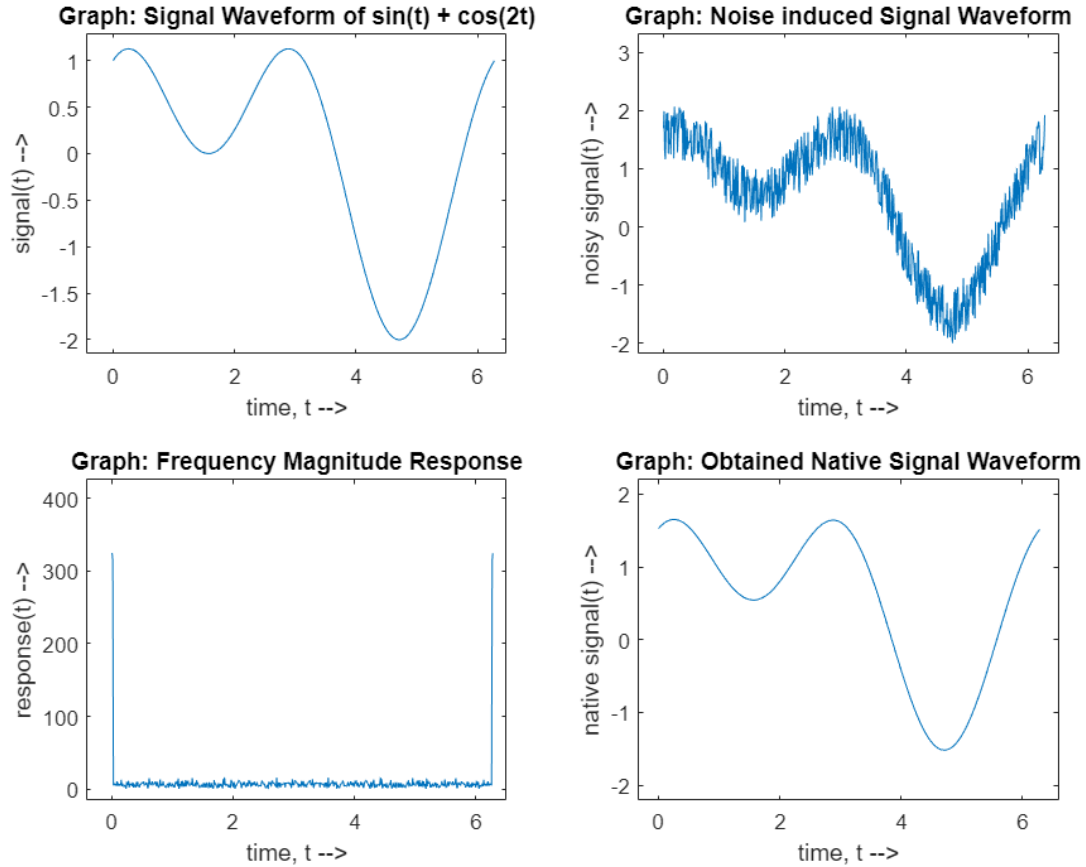 Graph: Signal Waveform of sin(t) + cos(2t)
1
0.5
0
-0.5
-1
-1.5
-2
signal(t) -->
0 2 4 6
time, t -->
Graph: Noise induced Signal Waveform
3
2
1
0
-1
-2
noisy signal(t) -->
0 2 4 6
time, t -->
Graph: Frequency Magnitude Response
400
300
200
100
0
response(t) -->
0 2 4 6
time, t -->
Graph: Obtained Native Signal Waveform
2
1
0
-1
-2
native signal(t) -->
0 2 4 6
time, t -->